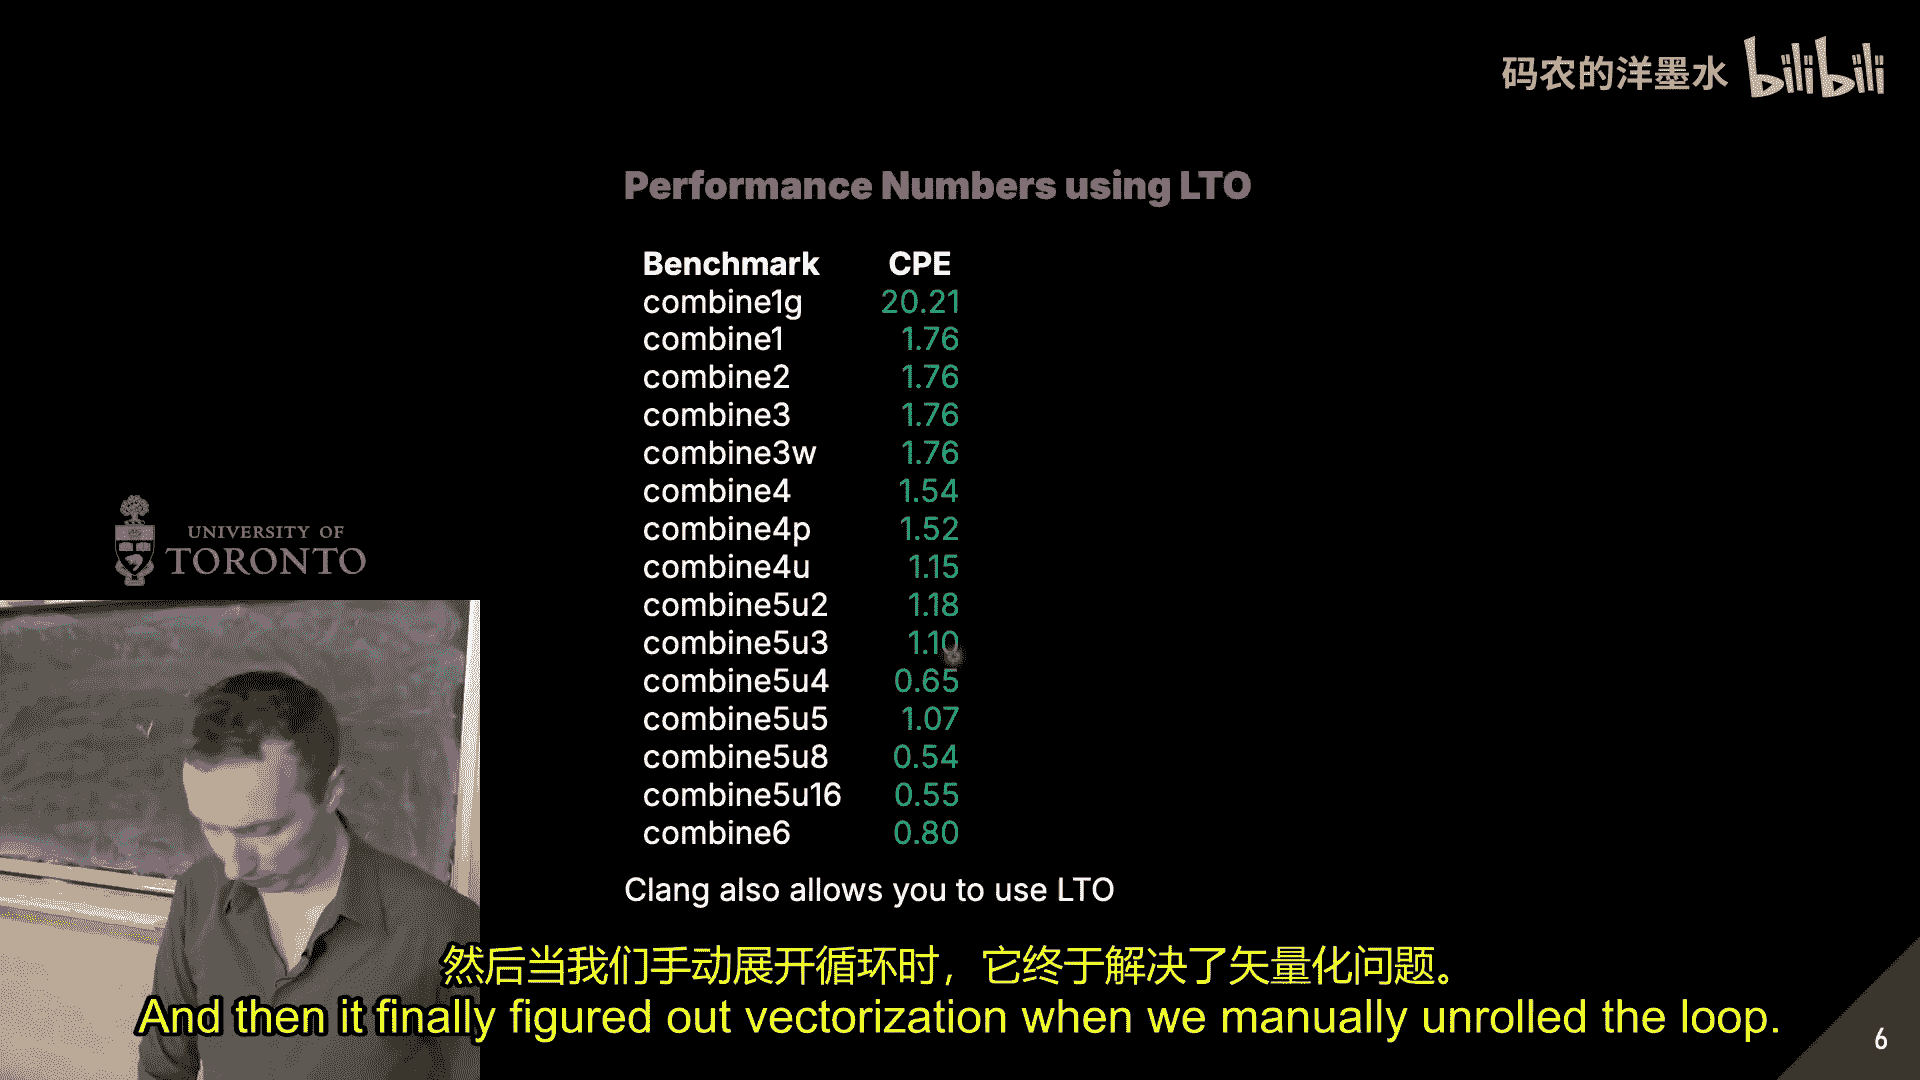 码农的洋墨水 bilibili
Performance Numbers using LTO
Benchmark CPE
combine1g 20.21
combine1 1.76
combine2 1.76
combine3 1.76
combine3w 1.76
combine4 1.54
combine4p 1.52
combine4u 1.15
combine5u2 1.18
combine5u3 1.10
combine5u4 0.65
combine5u5 1.07
combine5u8 0.54
combine5u16 0.55
combine6 0.80
Clang also allows you to use LTO
UNIVERSITY OF
TORONTO
然后当我们手动展开循环时，它终于解决了矢量化问题。
And then it finally figured out vectorization when we manually unrolled the loop.
6